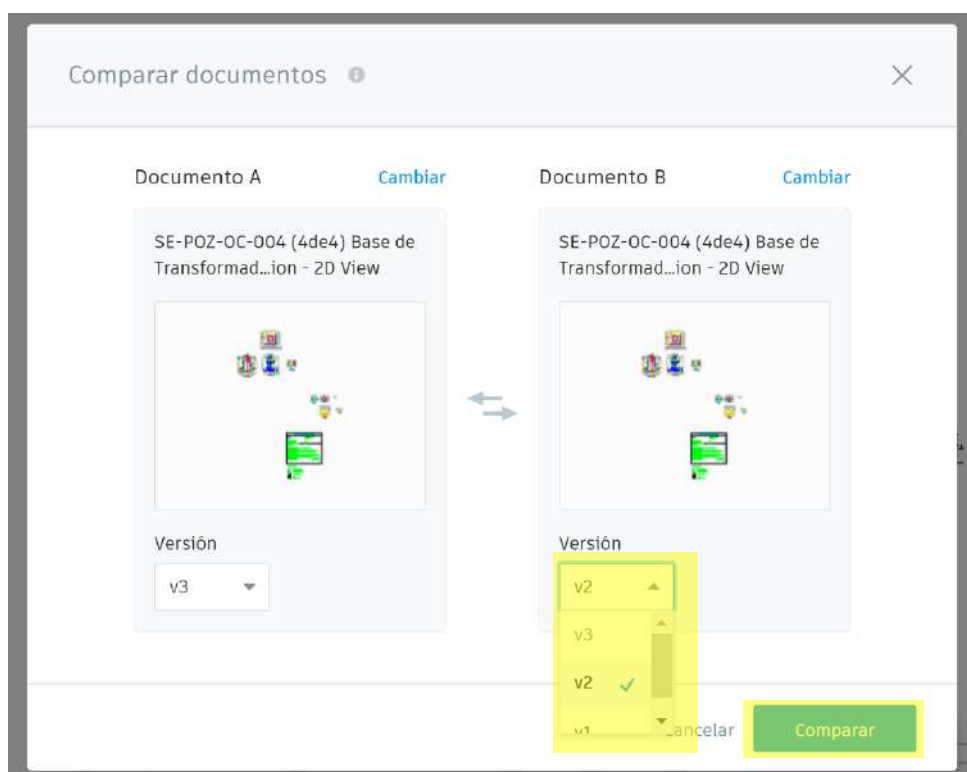 Comparar documentos
Documento A
Cambiar
SE-POZ-OC-004 (4de4) Base de
Transformad...ion - 2D View
Versión
v3
Documento B
Cambiar
SE-POZ-OC-004 (4de4) Base de
Transformad...ion - 2D View
Versión
v2
v3
v2
v1
Cancelar
Comparar